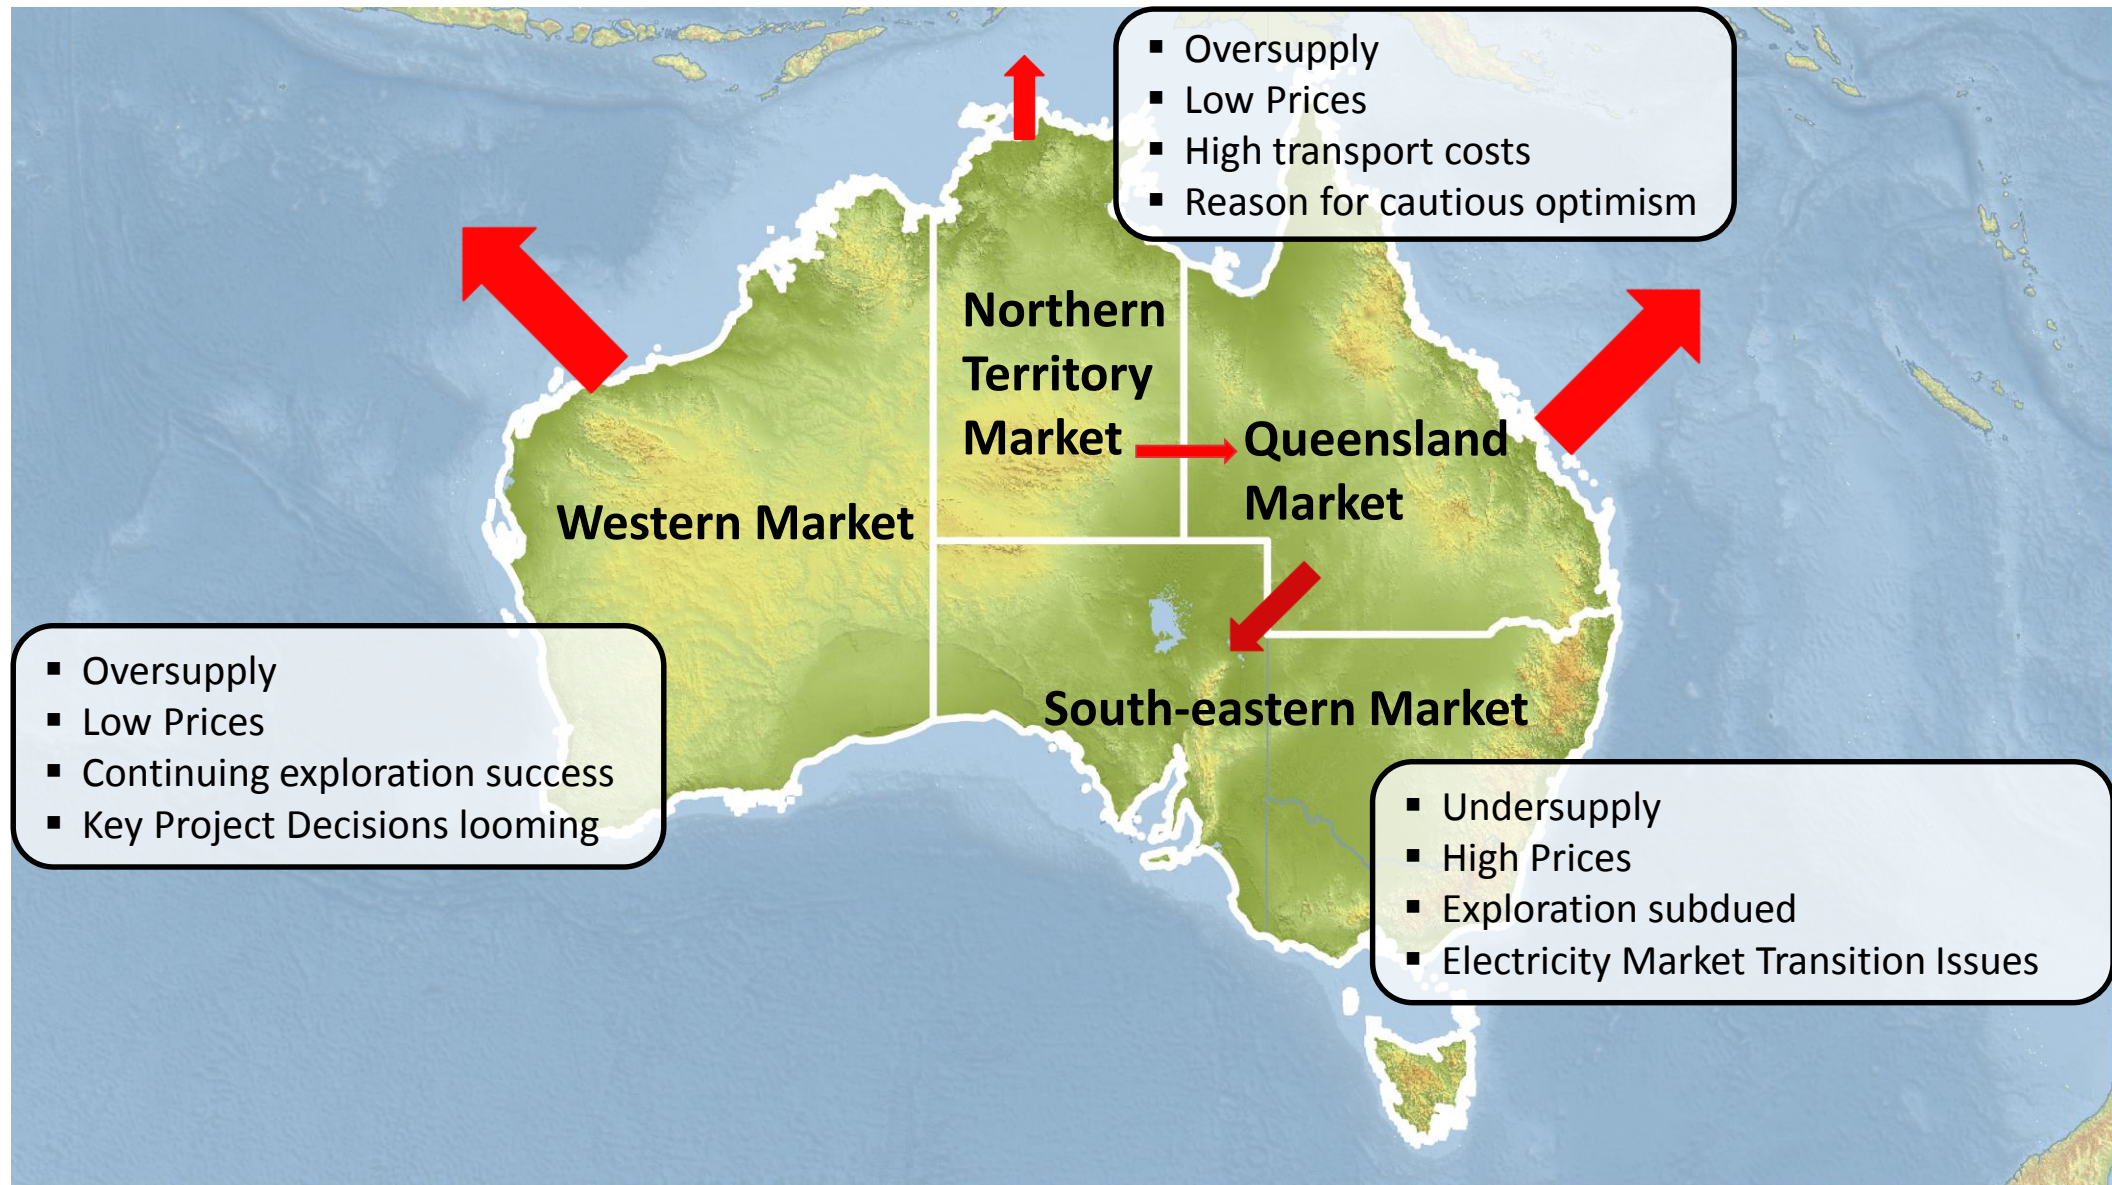 ▪ Oversupply
▪ Low Prices
▪ High transport costs
▪ Reason for cautious optimism
Northern
Territory
Market
Queensland
Market
Western Market
▪ Oversupply
▪ Low Prices
▪ Continuing exploration success
▪ Key Project Decisions looming
South-eastern Market
▪ Undersupply
▪ High Prices
▪ Exploration subdued
▪ Electricity Market Transition Issues